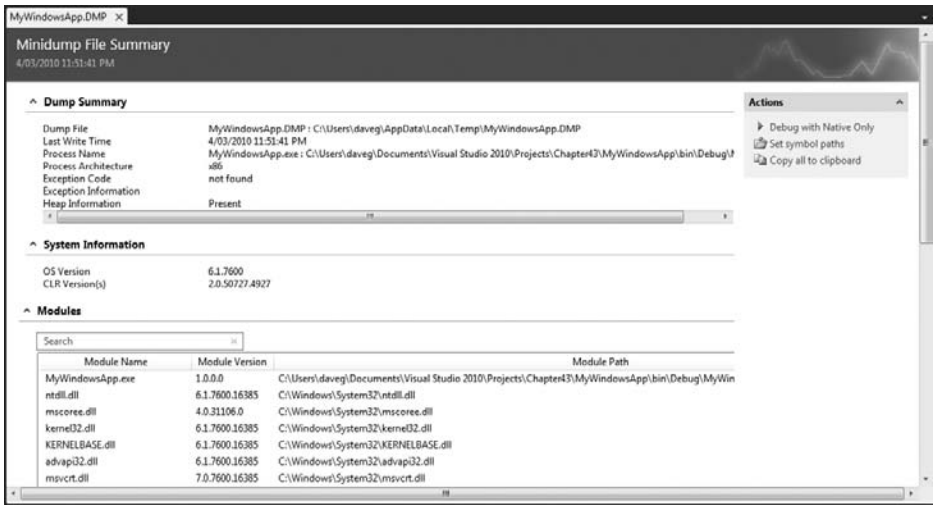 MyWindowsApp.DMP ×
Minidump File Summary
4/03/2010 11:51:41 PM
Dump Summary
Dump File MyWindowsApp.DMP : C:\Users\daveg\AppData\Local\Temp\MyWindowsApp.DMP
Last Write Time 4/03/2010 11:51:41 PM
Process Name MyWindowsApp.exe : C:\Users\daveg\Documents\Visual Studio 2010\Projects\Chapter43\MyWindowsApp\bin\Debug\
Process Architecture x86
Exception Code not found
Exception Information
Heap Information Present
System Information
OS Version 6.1.7600
CLR Version(s) 2.0.50727.4927
Modules
Search
Module Name Module Version Module Path
MyWindowsApp.exe 1.0.0.0 C:\Users\daveg\Documents\Visual Studio 2010\Projects\Chapter43\MyWindowsApp\bin\Debug\MyWin
ntdll.dll 6.1.7600.16385 C:\Windows\System32\ntdll.dll
mscoree.dll 4.0.31106.0 C:\Windows\System32\mscoree.dll
kernel32.dll 6.1.7600.16385 C:\Windows\System32\kernel32.dll
KERNELBASE.dll 6.1.7600.16385 C:\Windows\System32\KERNELBASE.dll
advapi32.dll 6.1.7600.16385 C:\Windows\System32\advapi32.dll
msvcrt.dll 7.0.7600.16385 C:\Windows\System32\msvcrt.dll
Actions
Debug with Native Only
Set symbol paths
Copy all to clipboard